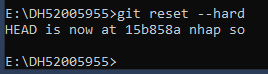 E:\DH52005955>git reset --hard
HEAD is now at 15b858a nhap so
E:\DH52005955>